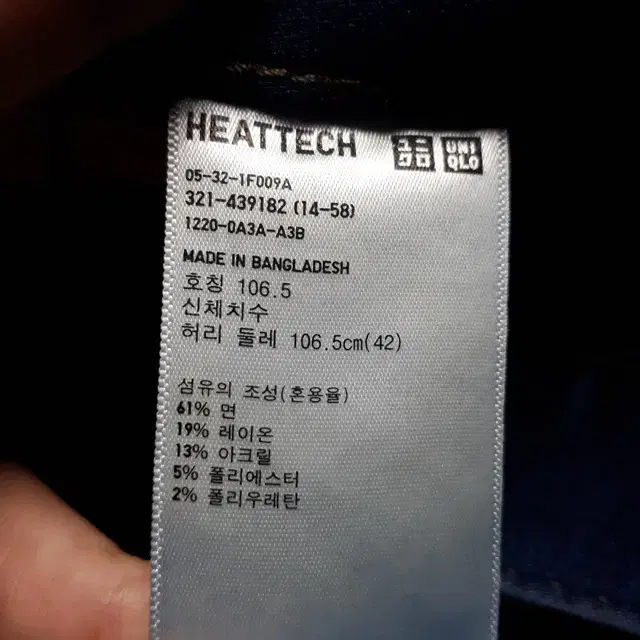 HEATTECH
ユニクロ UNIQLO
05-32-1F009A
321-439182 (14-58)
1220-0A3A-A3B
MADE IN BANGLADESH
호칭 106.5
신체치수
허리 둘레 106.5cm(42)
섬유의 조성(혼용율)
61% 면
19% 레이온
13% 아크릴
5% 폴리에스터
2% 폴리우레탄